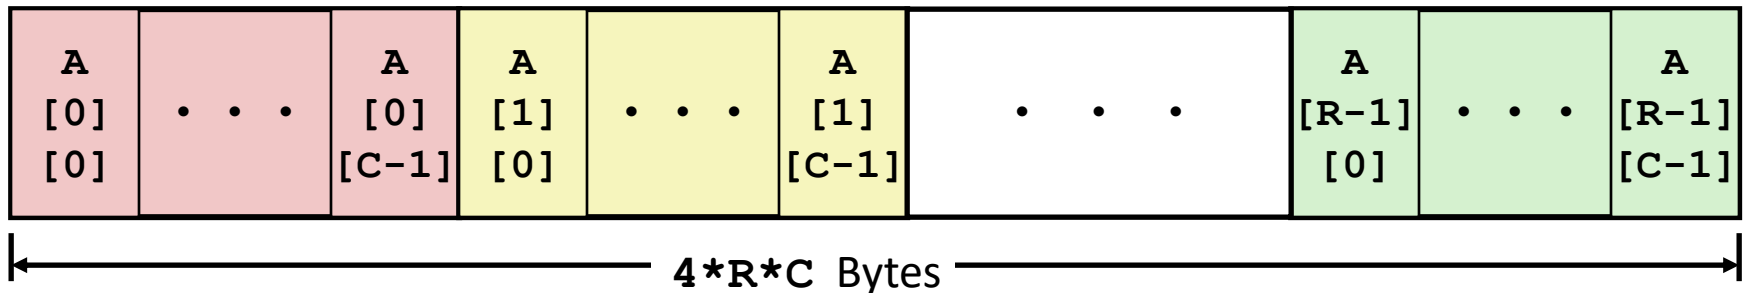 A A A A A A
[0] • • • [0] [1] • • • [1] • • • [R-1] • • • [R-1]
[0] [C-1] [0] [C-1] [0] [C-1]
4*R*C Bytes